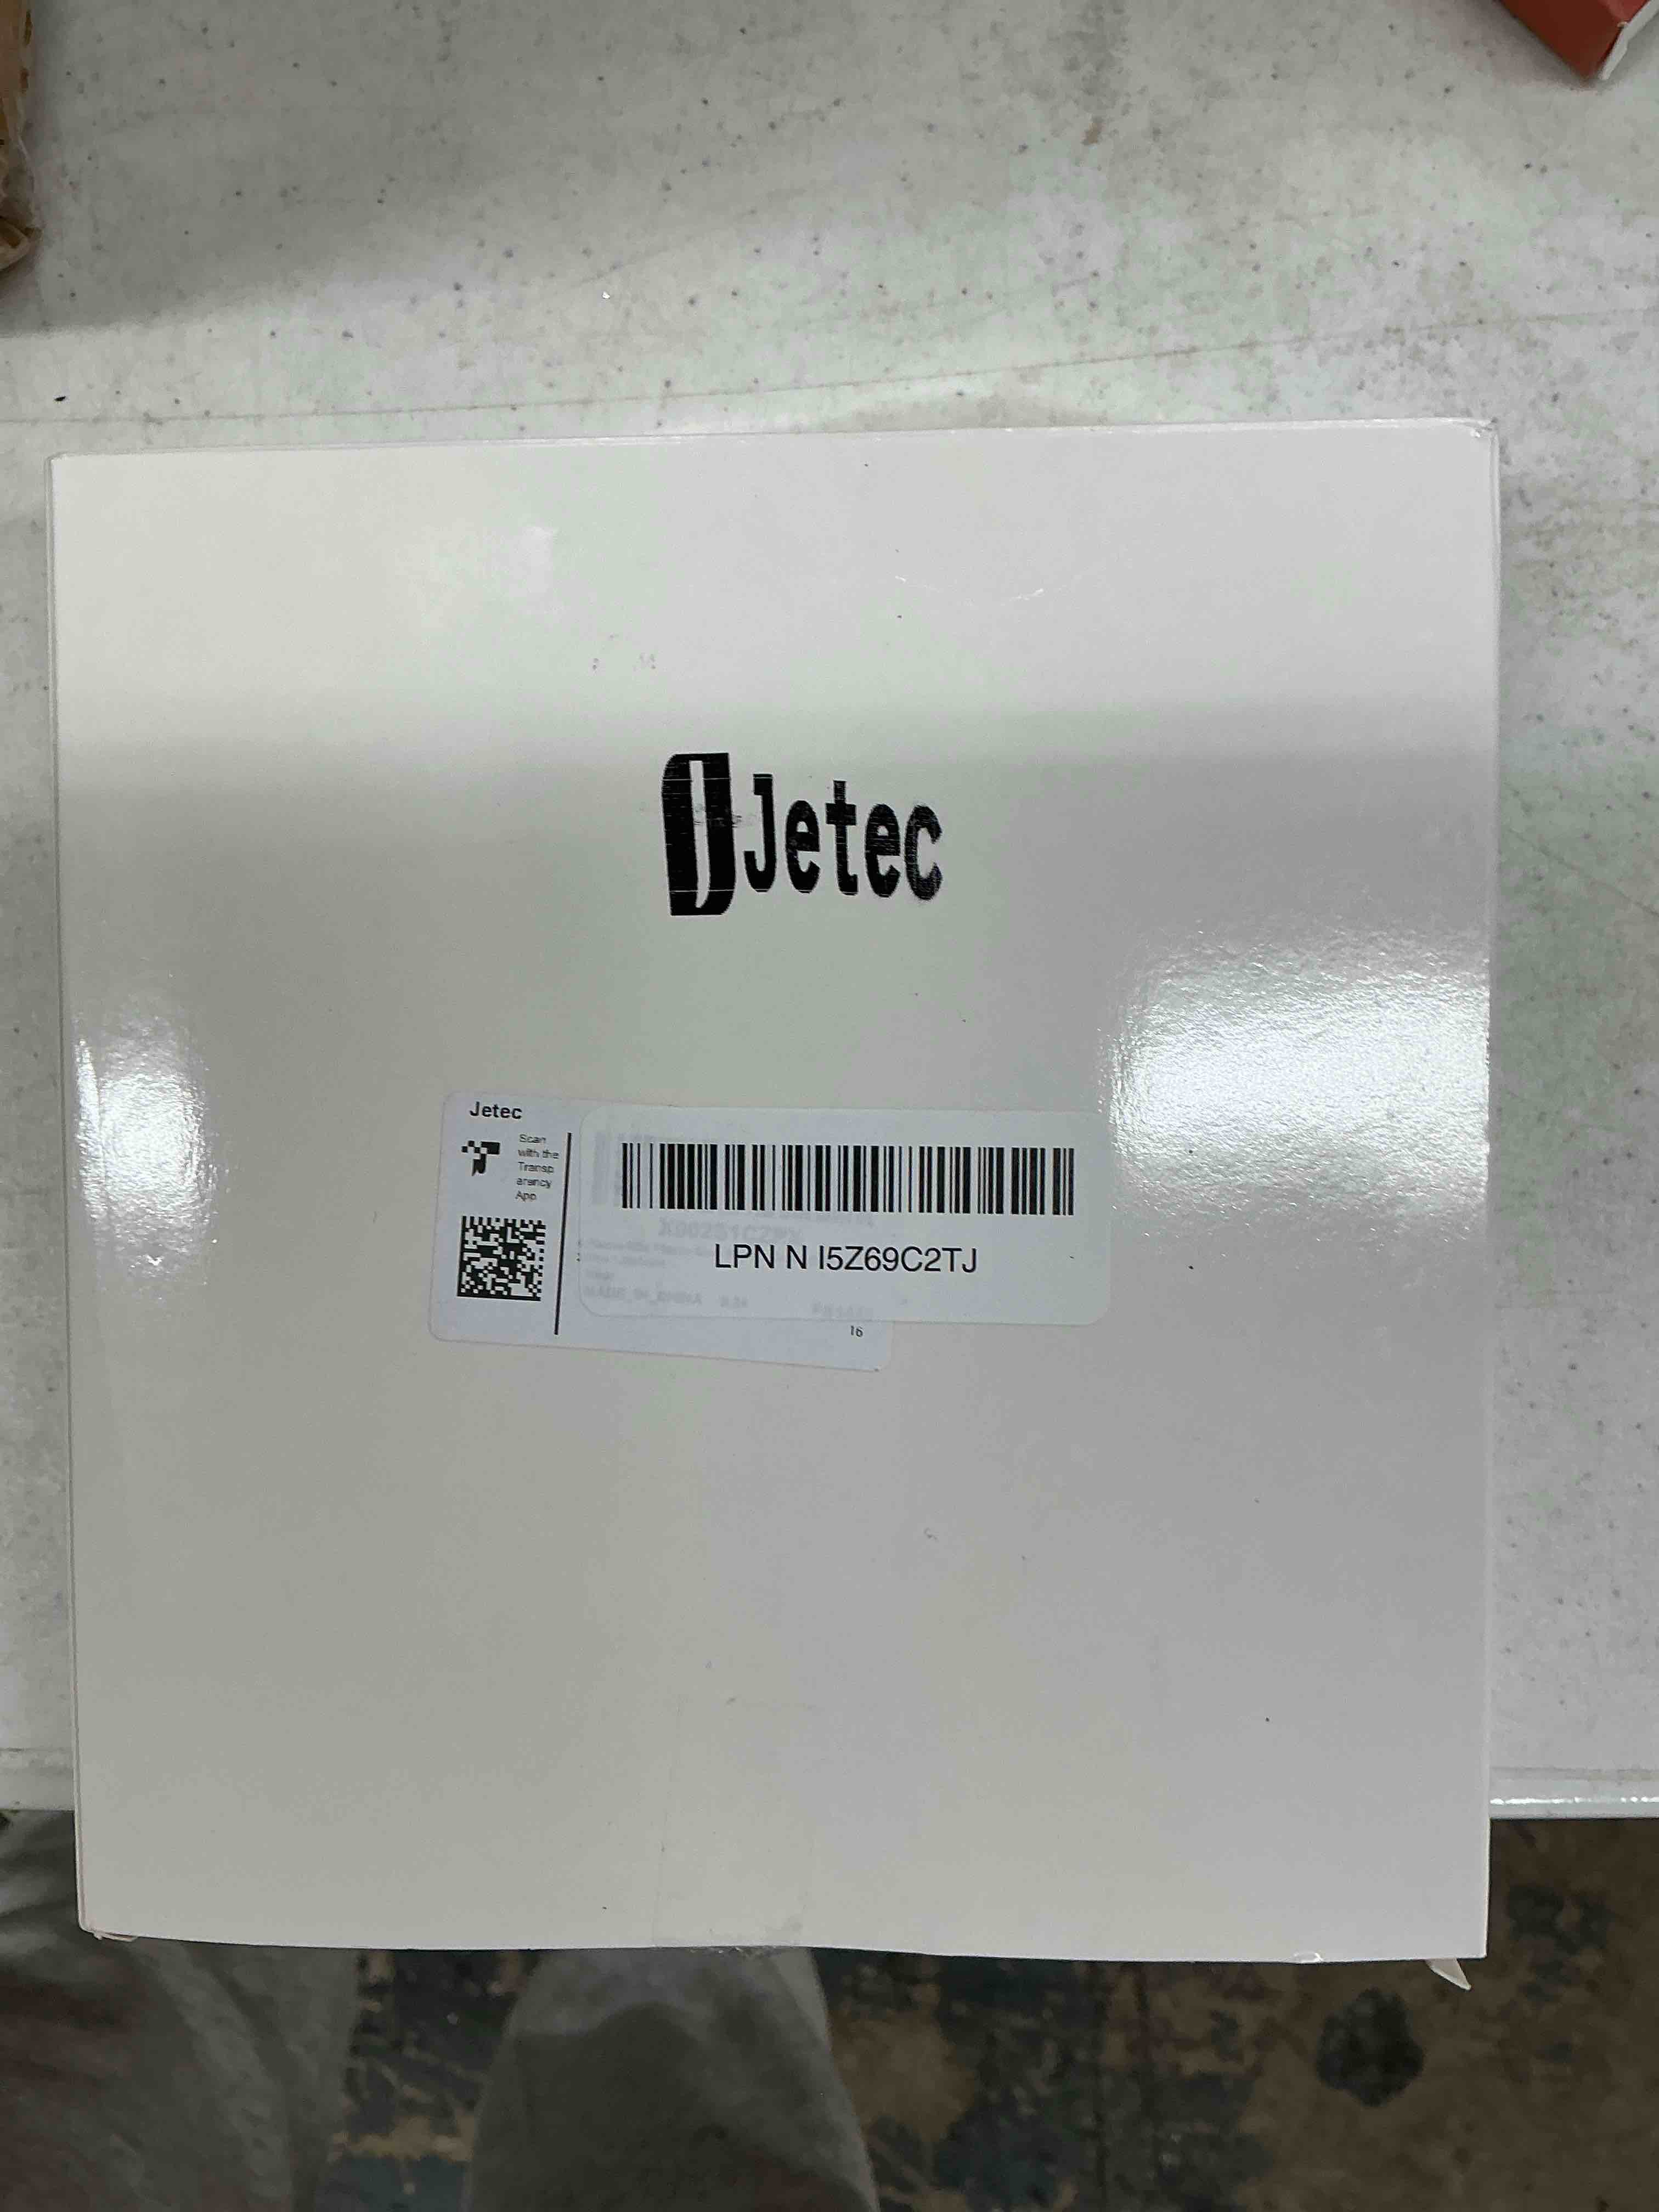 Jetec
Jetec
Scan
with the
Transp
arency
App
LPN N I5Z69C2TJ
16